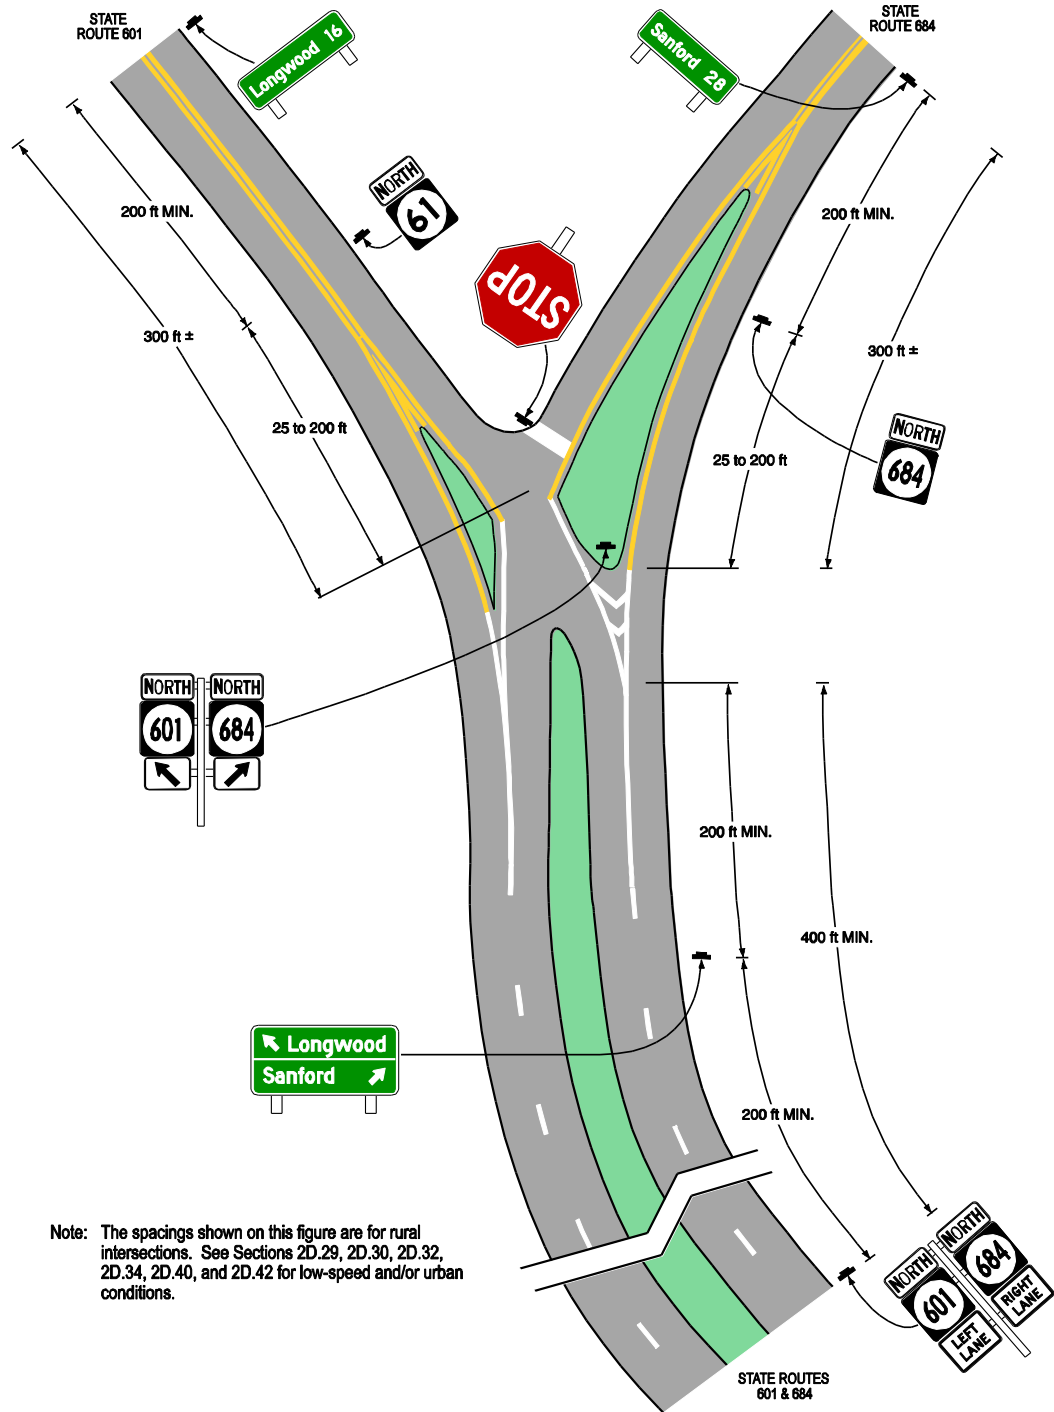 STATE
ROUTE 601
Longwood 16
STATE
ROUTE 684
Sanford 28
NORTH
61
STOP
200 ft MIN.
300 ft ±
25 to 200 ft
200 ft MIN.
300 ft ±
25 to 200 ft
NORTH
684
NORTH
601
NORTH
684
200 ft MIN.
400 ft MIN.
200 ft MIN.
Longwood
Sanford
NORTH
601
LEFT
LANE
NORTH
684
RIGHT
LANE
Note: The spacings shown on this figure are for rural
intersections. See Sections 2D.29, 2D.30, 2D.32,
2D.34, 2D.40, and 2D.42 for low-speed and/or urban
conditions.
STATE ROUTES
601 & 684